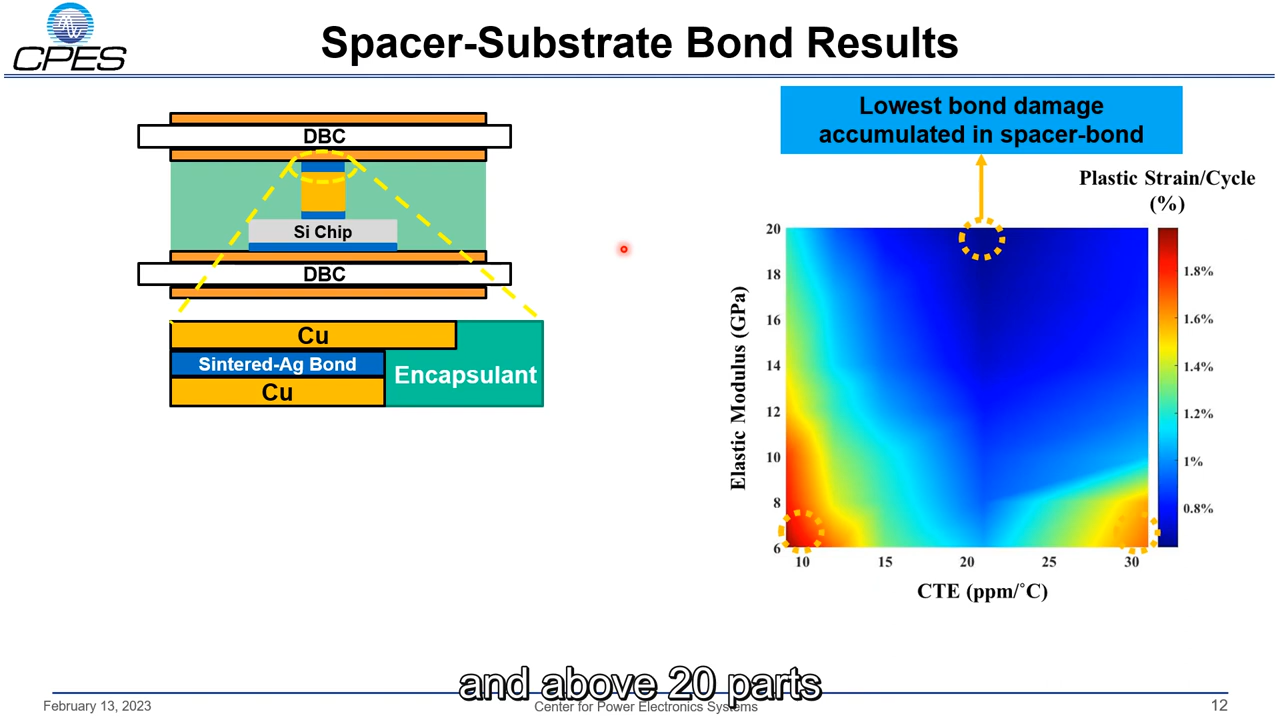 CPES
Spacer-Substrate Bond Results
DBC
Si Chip
DBC
Cu
Sintered-Ag Bond
Cu
Encapsulant
Lowest bond damage
accumulated in spacer-bond
Plastic Strain/Cycle
(%)
Elastic Modulus (GPa)
20
18
16
14
12
10
8
6
10
15
20
25
30
CTE (ppm/˚C)
1.8%
1.6%
1.4%
1.2%
1%
0.8%
and above 20 parts
February 13, 2023
Center for Power Electronics Systems
12